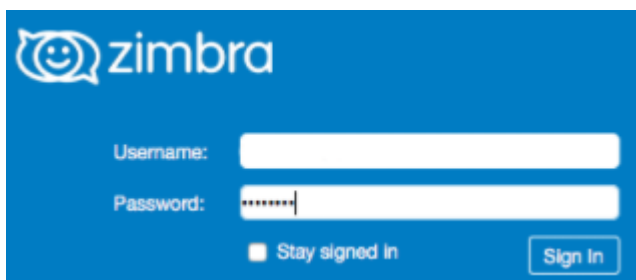 zimbra
Username:
Password: ••••••••
Stay signed in
Sign In